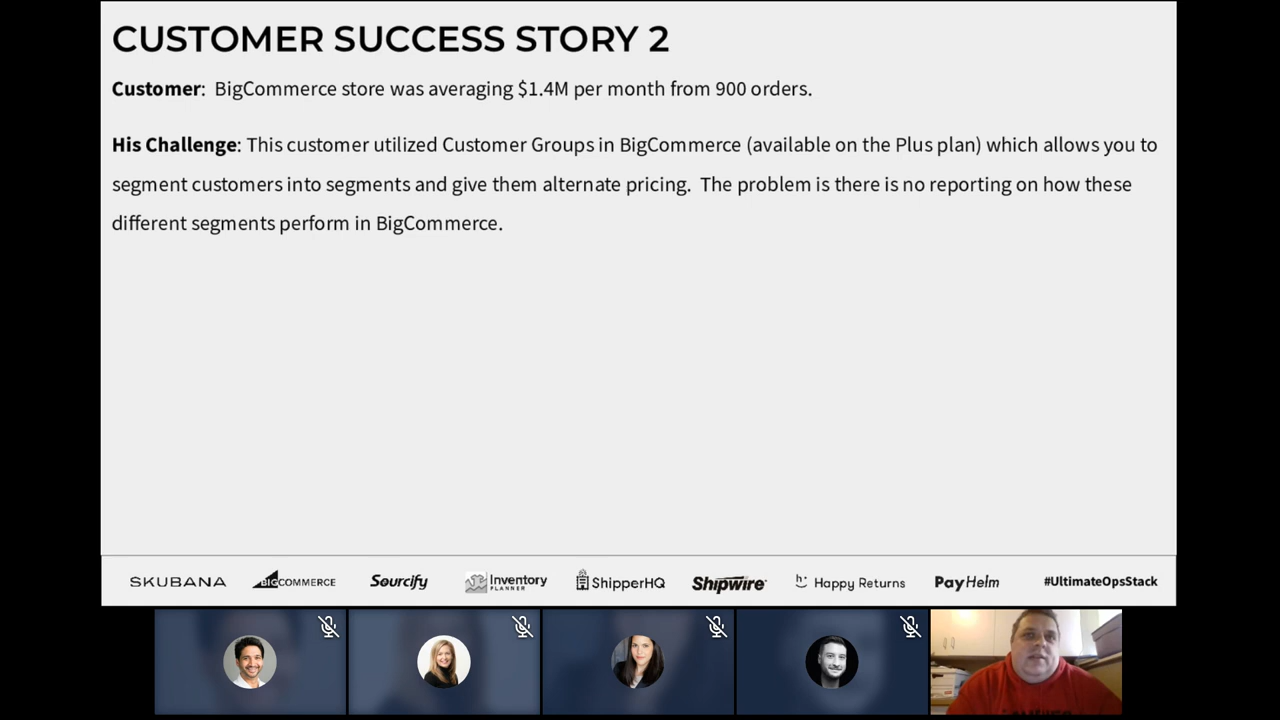 CUSTOMER SUCCESS STORY 2
Customer:  BigCommerce store was averaging $1.4M per month from 900 orders.
His Challenge: This customer utilized Customer Groups in BigCommerce (available on the Plus plan) which allows you to
segment customers into segments and give them alternate pricing.  The problem is there is no reporting on how these
different segments perform in BigCommerce.
SKUBANA BIGCOMMERCE Sourcify Inventory PLANNER ShipperHQ Shipwire Happy Returns PayHelm #UltimateOpsStack